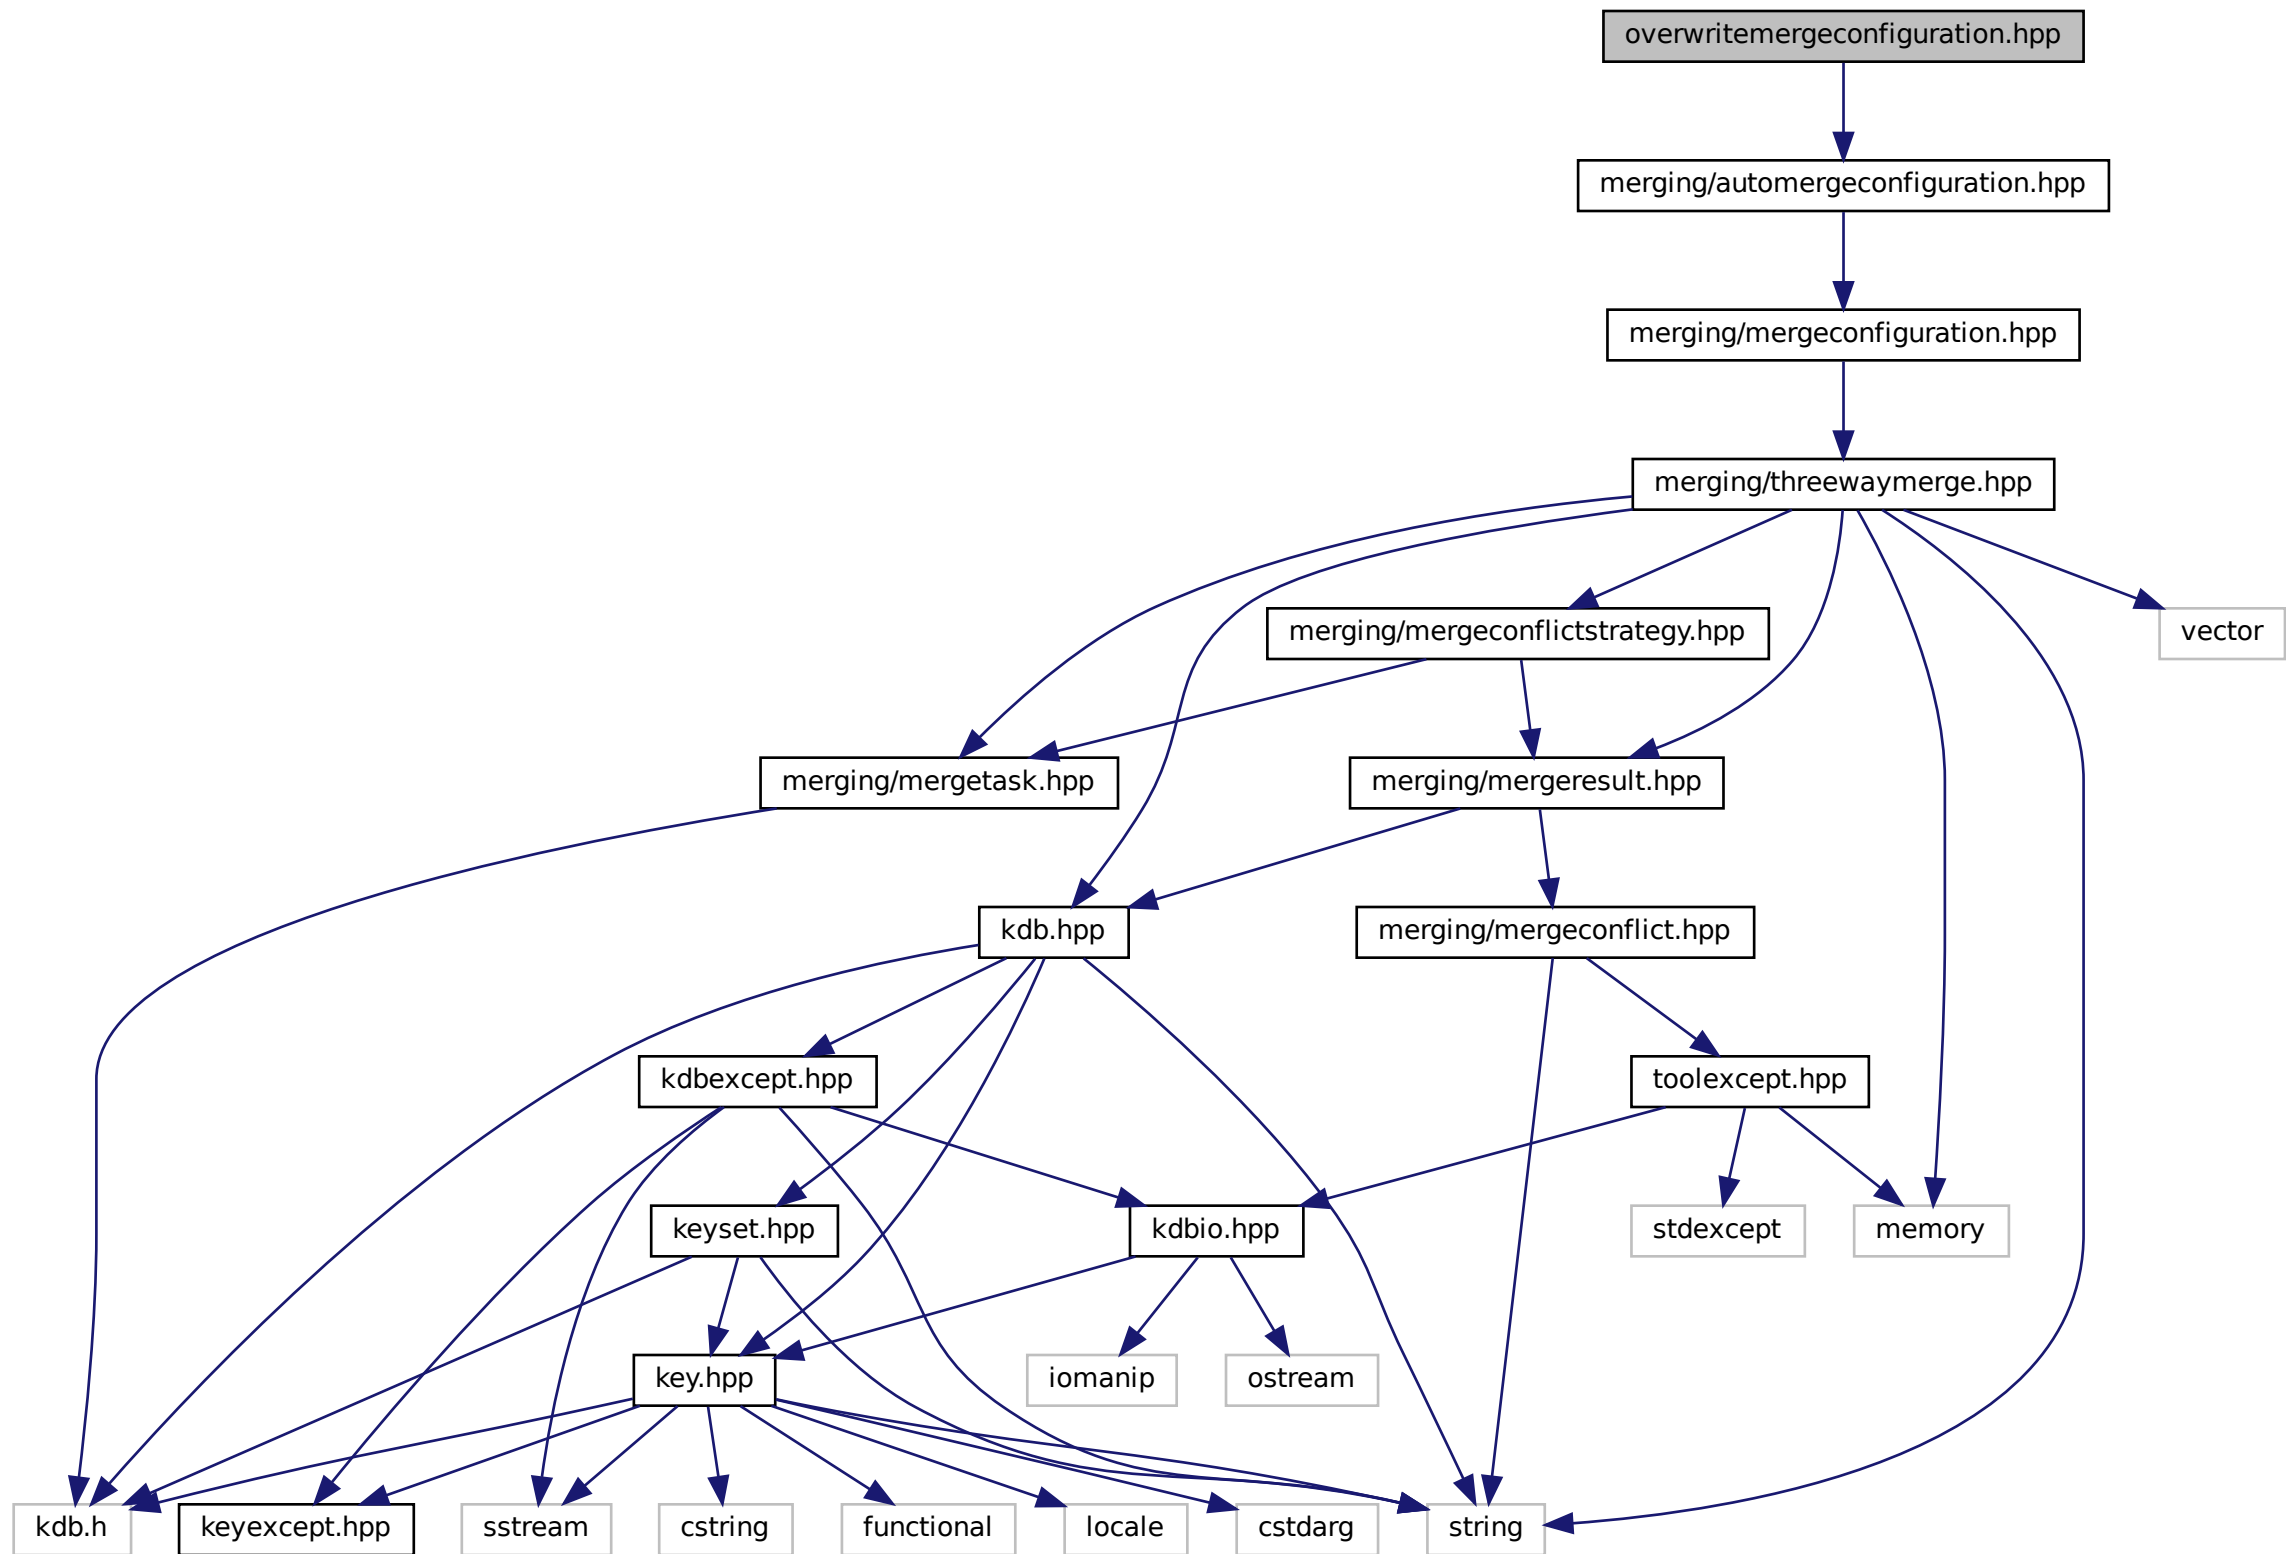 overwritemergeconfiguration.hpp
merging/automergeconfiguration.hpp
merging/mergeconfiguration.hpp
merging/threewaymerge.hpp
merging/mergeconflictstrategy.hpp
vector
merging/mergetask.hpp
merging/mergeresult.hpp
kdb.hpp
merging/mergeconflict.hpp
kdbexcept.hpp
toolexcept.hpp
keyset.hpp
kdbio.hpp
stdexcept
memory
key.hpp
iomanip
ostream
kdb.h
keyexcept.hpp
sstream
cstring
functional
locale
cstdarg
string